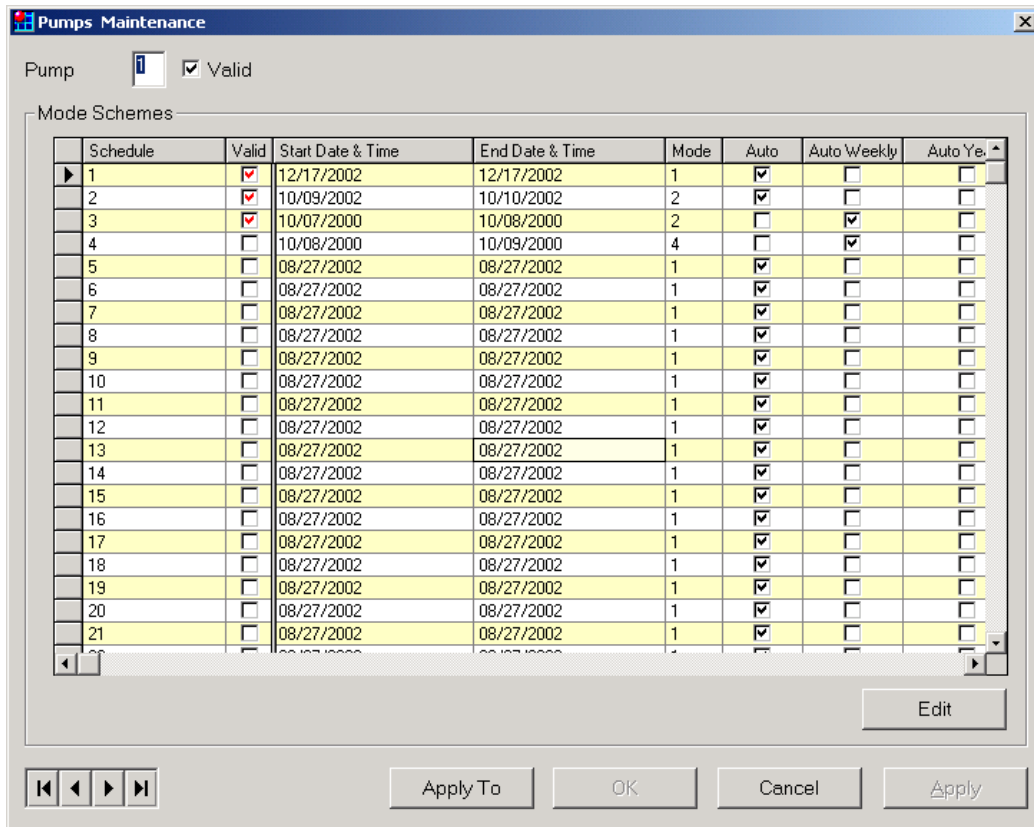 Pumps Maintenance
Pump 1 Valid
Mode Schemes
Schedule Valid Start Date & Time End Date & Time Mode Auto Auto Weekly Auto Ye
1 12/17/2002 12/17/2002 1
2 10/09/2002 10/10/2002 2
3 10/07/2000 10/08/2000 2
4 10/08/2000 10/09/2000 4
5 08/27/2002 08/27/2002 1
6 08/27/2002 08/27/2002 1
7 08/27/2002 08/27/2002 1
8 08/27/2002 08/27/2002 1
9 08/27/2002 08/27/2002 1
10 08/27/2002 08/27/2002 1
11 08/27/2002 08/27/2002 1
12 08/27/2002 08/27/2002 1
13 08/27/2002 08/27/2002 1
14 08/27/2002 08/27/2002 1
15 08/27/2002 08/27/2002 1
16 08/27/2002 08/27/2002 1
17 08/27/2002 08/27/2002 1
18 08/27/2002 08/27/2002 1
19 08/27/2002 08/27/2002 1
20 08/27/2002 08/27/2002 1
21 08/27/2002 08/27/2002 1
Edit
Apply To OK Cancel Apply